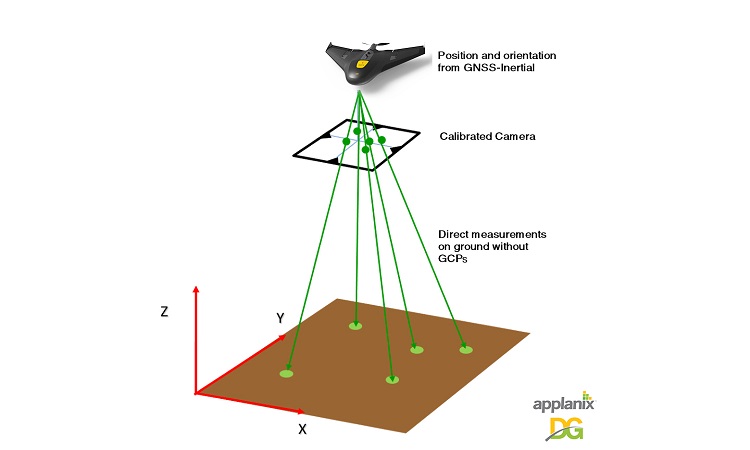 Position and orientation
from GNSS-Inertial
Calibrated Camera
Direct measurements
on ground without
GCPs
Z
Y
X
applanix
DG